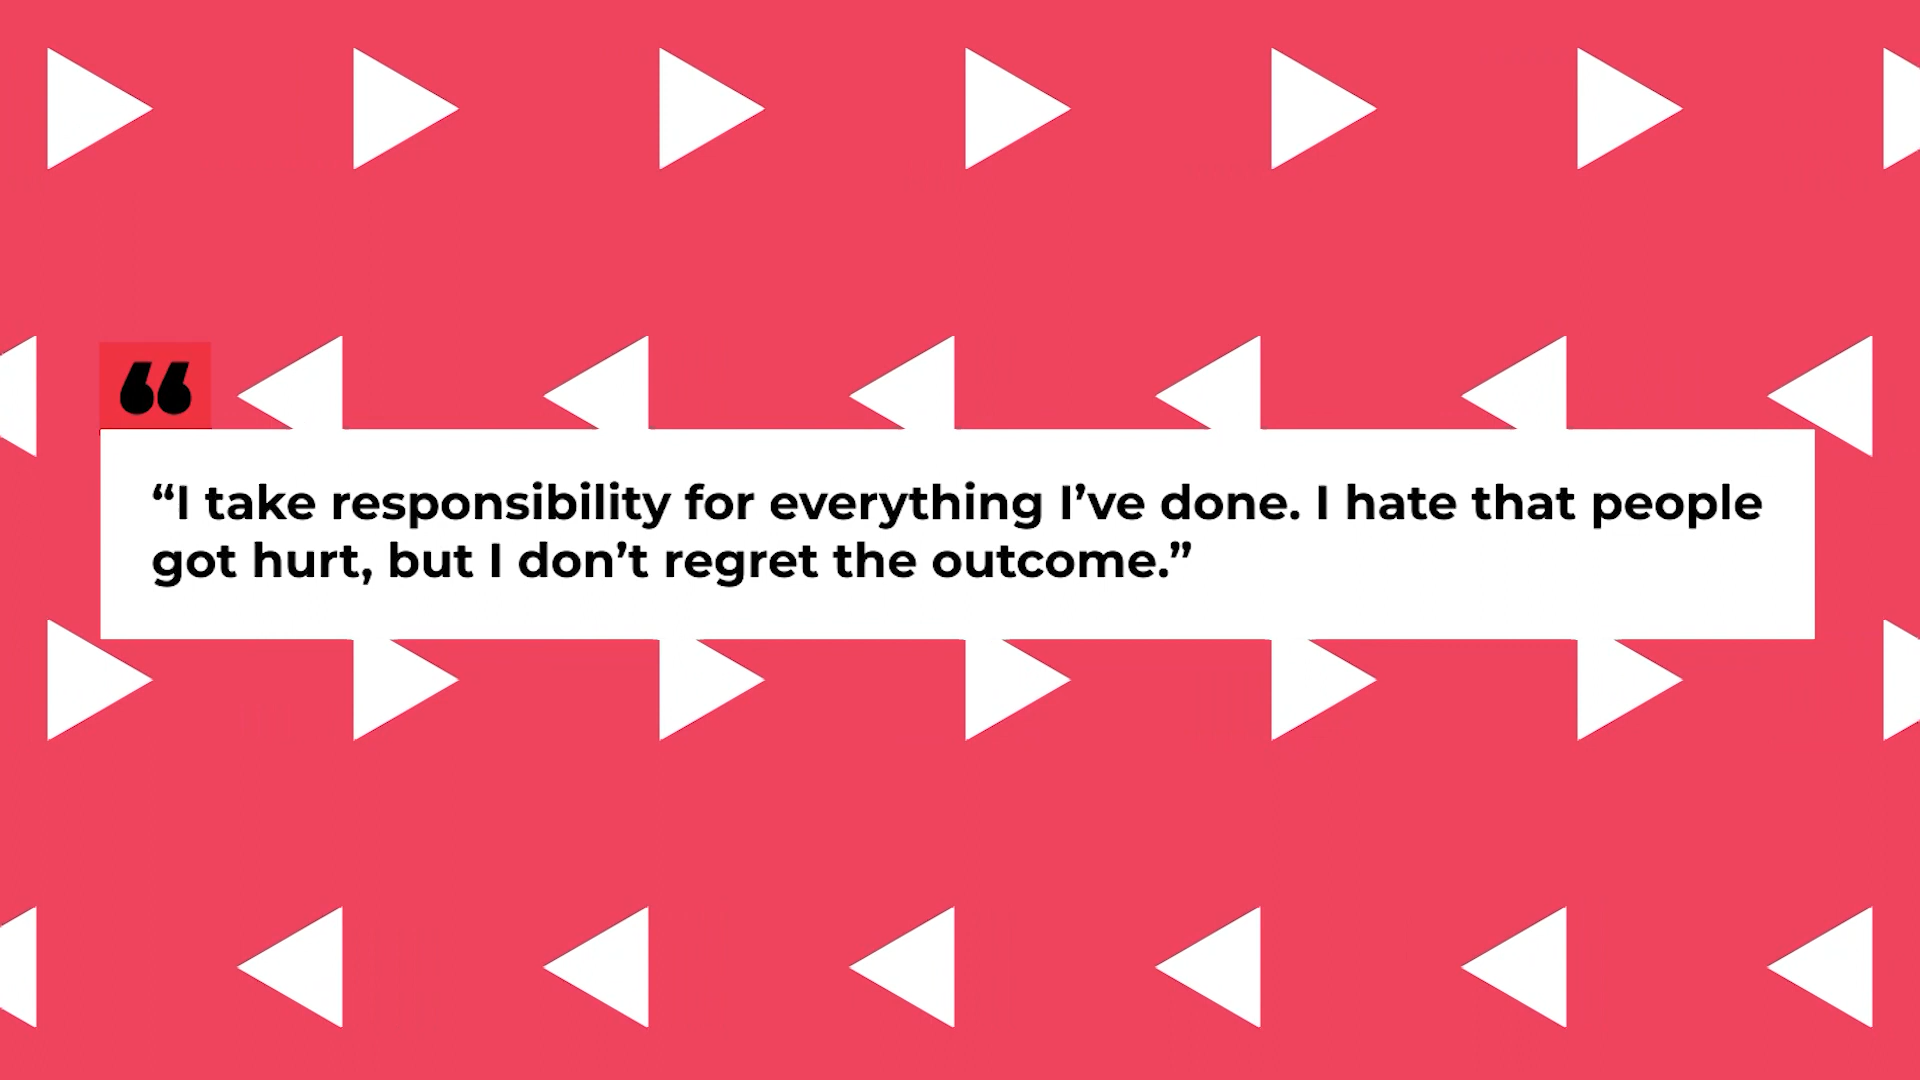 “I take responsibility for everything I’ve done. I hate that people
got hurt, but I don’t regret the outcome.”